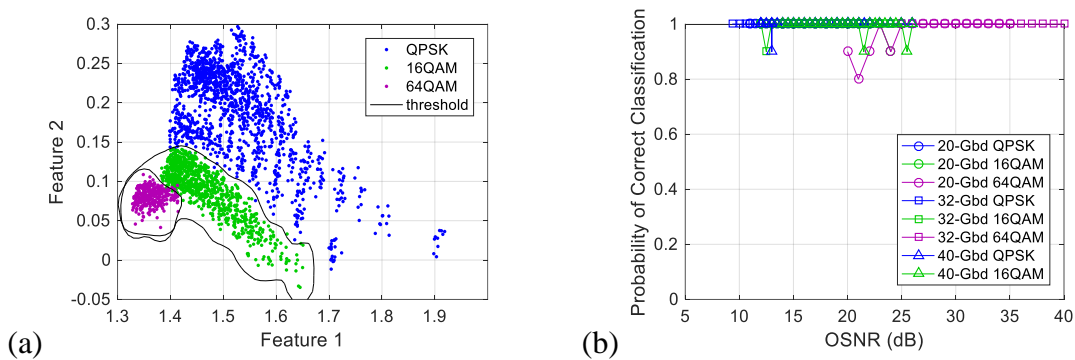 0.3
0.25
0.2
0.15
0.1
0.05
0
-0.05
1.3 1.4 1.5 1.6 1.7 1.8 1.9
Feature 2
Feature 1
QPSK
16QAM
64QAM
threshold
(a)
1
0.8
0.6
0.4
0.2
0
5 10 15 20 25 30 35 40
Probability of Correct Classification
OSNR (dB)
20-Gbd QPSK
20-Gbd 16QAM
20-Gbd 64QAM
32-Gbd QPSK
32-Gbd 16QAM
32-Gbd 64QAM
40-Gbd QPSK
40-Gbd 16QAM
(b)